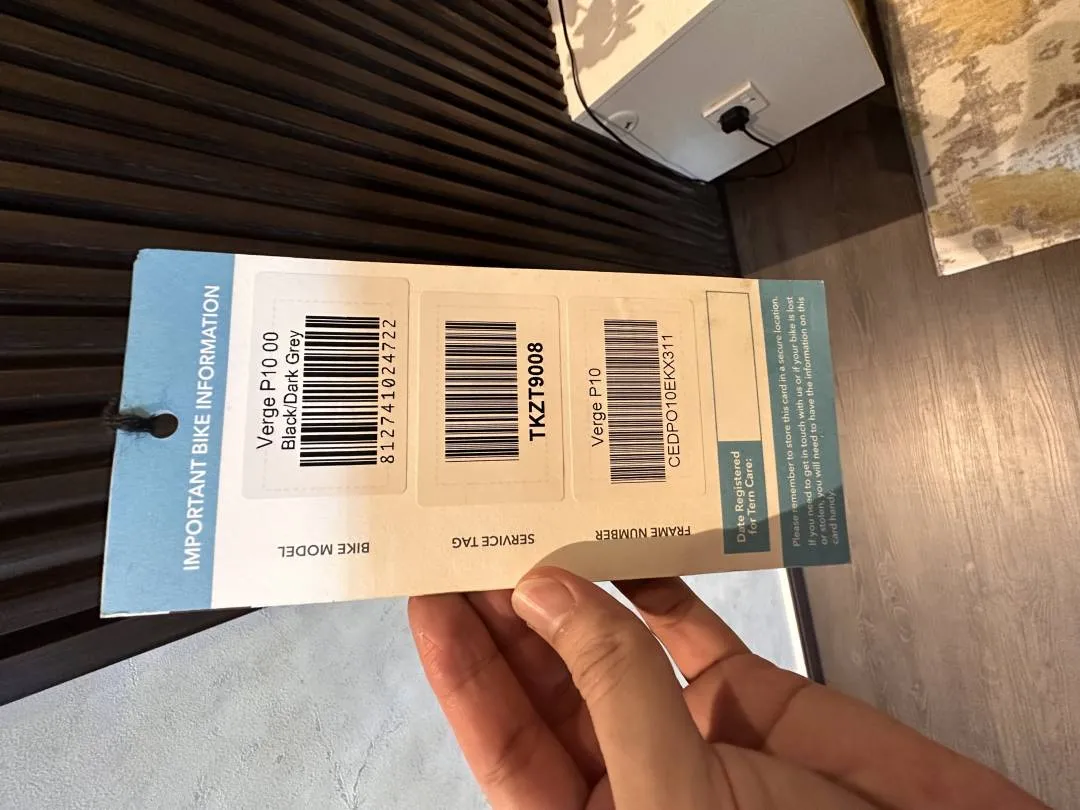 IMPORTANT BIKE INFORMATION
BIKE MODEL
Verge P10 00
Black/Dark Grey
812741024722
SERVICE TAG
TKZT9008
FRAME NUMBER
Verge P10
CEDPO10EKX311
Date Registered
for Tern Care:
Please remember to store this card in a secure location.
If you need to get in touch with us or if your bike is lost
or stolen, you will need to have the information on this
card handy.